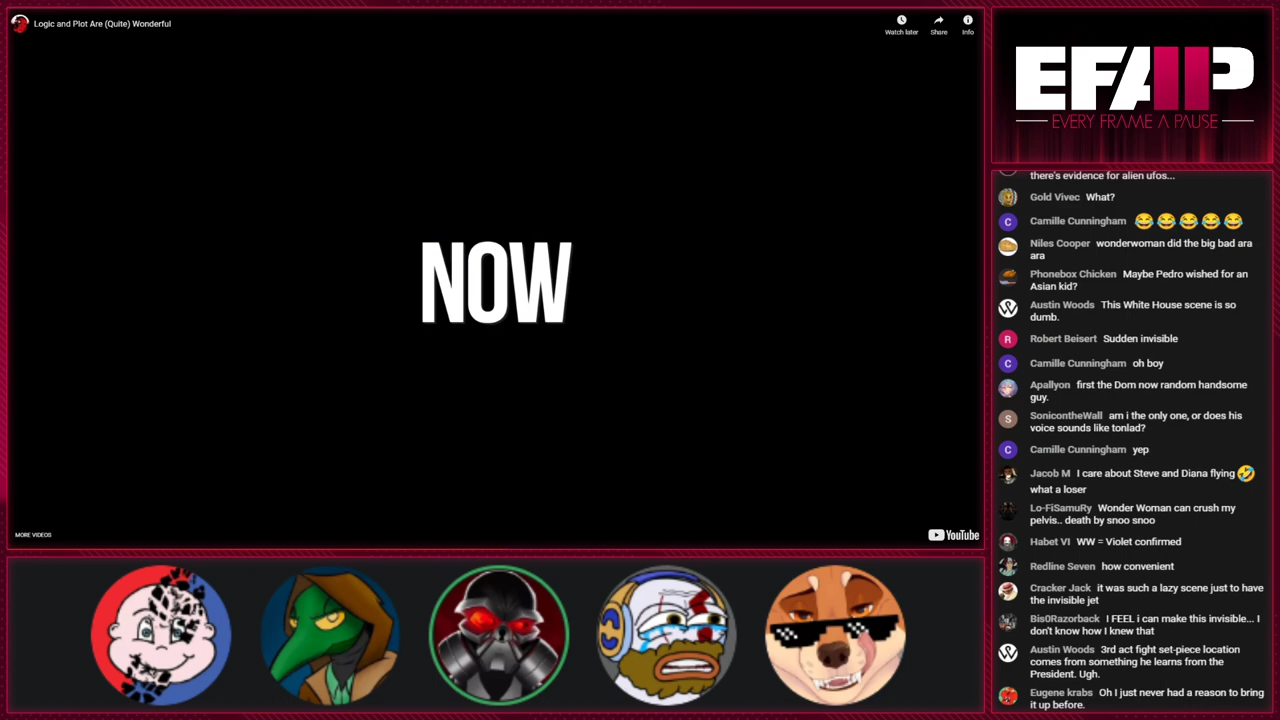 Logic and Plot Are (Quite) Wonderful
Watch later
Share
Info
NOW
MORE VIDEOS
YouTube
EFAP
EVERY FRAME A PAUSE
there's evidence for alien ufos...
Gold Vivec What?
C Camille Cunningham 😂😂😂😂😂
Niles Cooper wonderwoman did the big bad ara
ara
Phonebox Chicken Maybe Pedro wished for an
Asian kid?
W Austin Woods This White House scene is so
dumb.
R Robert Beisert Sudden invisible
C Camille Cunningham oh boy
Apallyon first the Dom now random handsome
guy.
S SonicontheWall am i the only one, or does his
voice sounds like tonlad?
C Camille Cunningham yep
Jacob M I care about Steve and Diana flying 🤣
what a loser
Lo-FiSamuRy Wonder Woman can crush my
pelvis.. death by snoo snoo
Habet VI WW = Violet confirmed
Redline Seven how convenient
Cracker Jack it was such a lazy scene just to have
the invisible jet
Bis0Razorback I FEEL i can make this invisible... I
don't know how I knew that
W Austin Woods 3rd act fight set-piece location
comes from something he learns from the
President. Ugh.
Eugene krabs Oh I just never had a reason to bring
it up before.